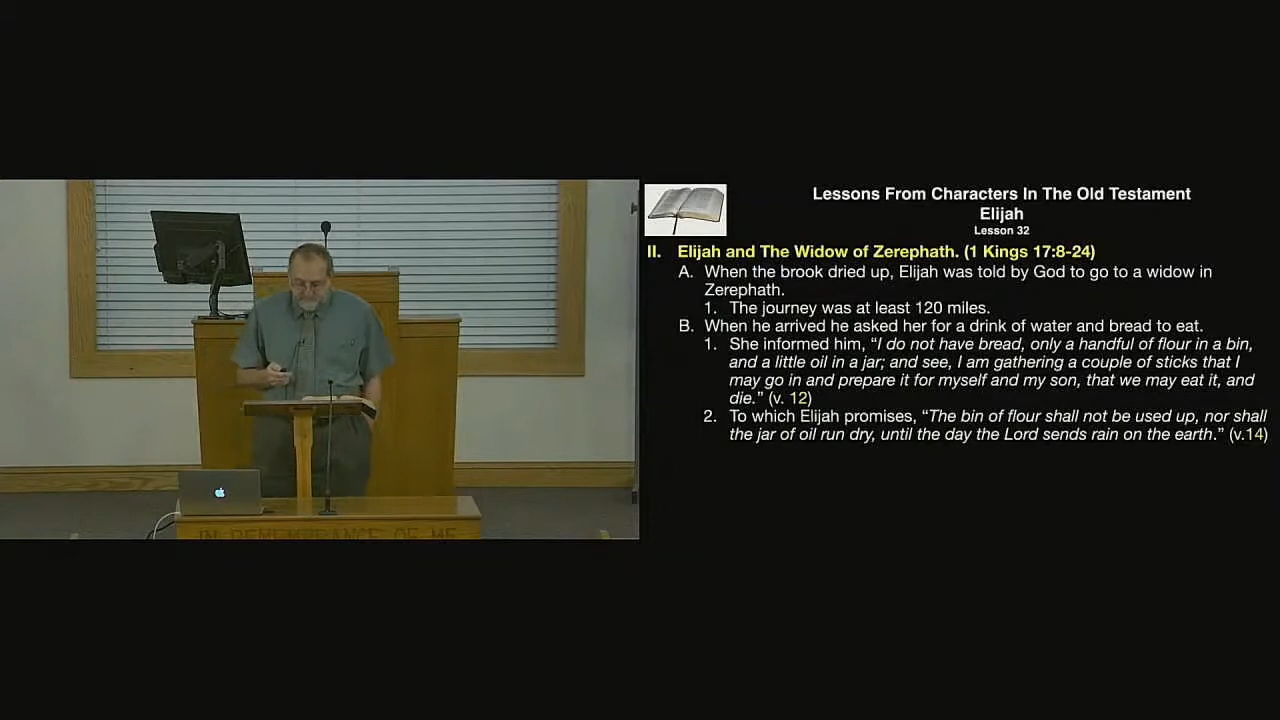 Lessons From Characters In The Old Testament
Elijah
Lesson 32
II. Elijah and The Widow of Zerephath. (1 Kings 17:8-24)
A. When the brook dried up, Elijah was told by God to go to a widow in
Zerephath.
1. The journey was at least 120 miles.
B. When he arrived he asked her for a drink of water and bread to eat.
1. She informed him, “I do not have bread, only a handful of flour in a bin,
and a little oil in a jar; and see, I am gathering a couple of sticks that I
may go in and prepare it for myself and my son, that we may eat it, and
die.” (v. 12)
2. To which Elijah promises, “The bin of flour shall not be used up, nor shall
the jar of oil run dry, until the day the Lord sends rain on the earth.” (v.14)
IN REMEMBRANCE OF ME